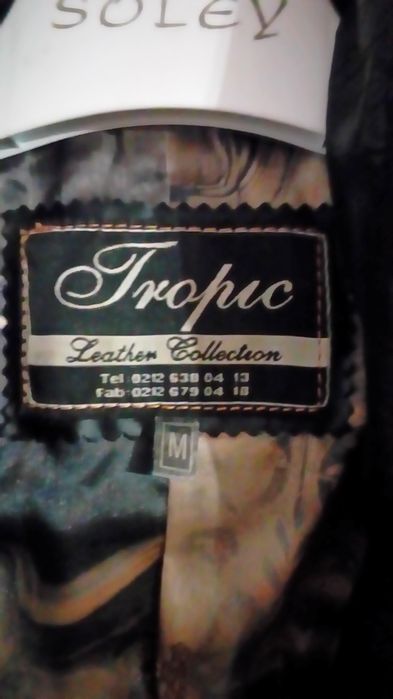 SOLEY
Tropic
Leather Collection
Tel 0212 638 04 13
Fab 0212 679 04 18
M